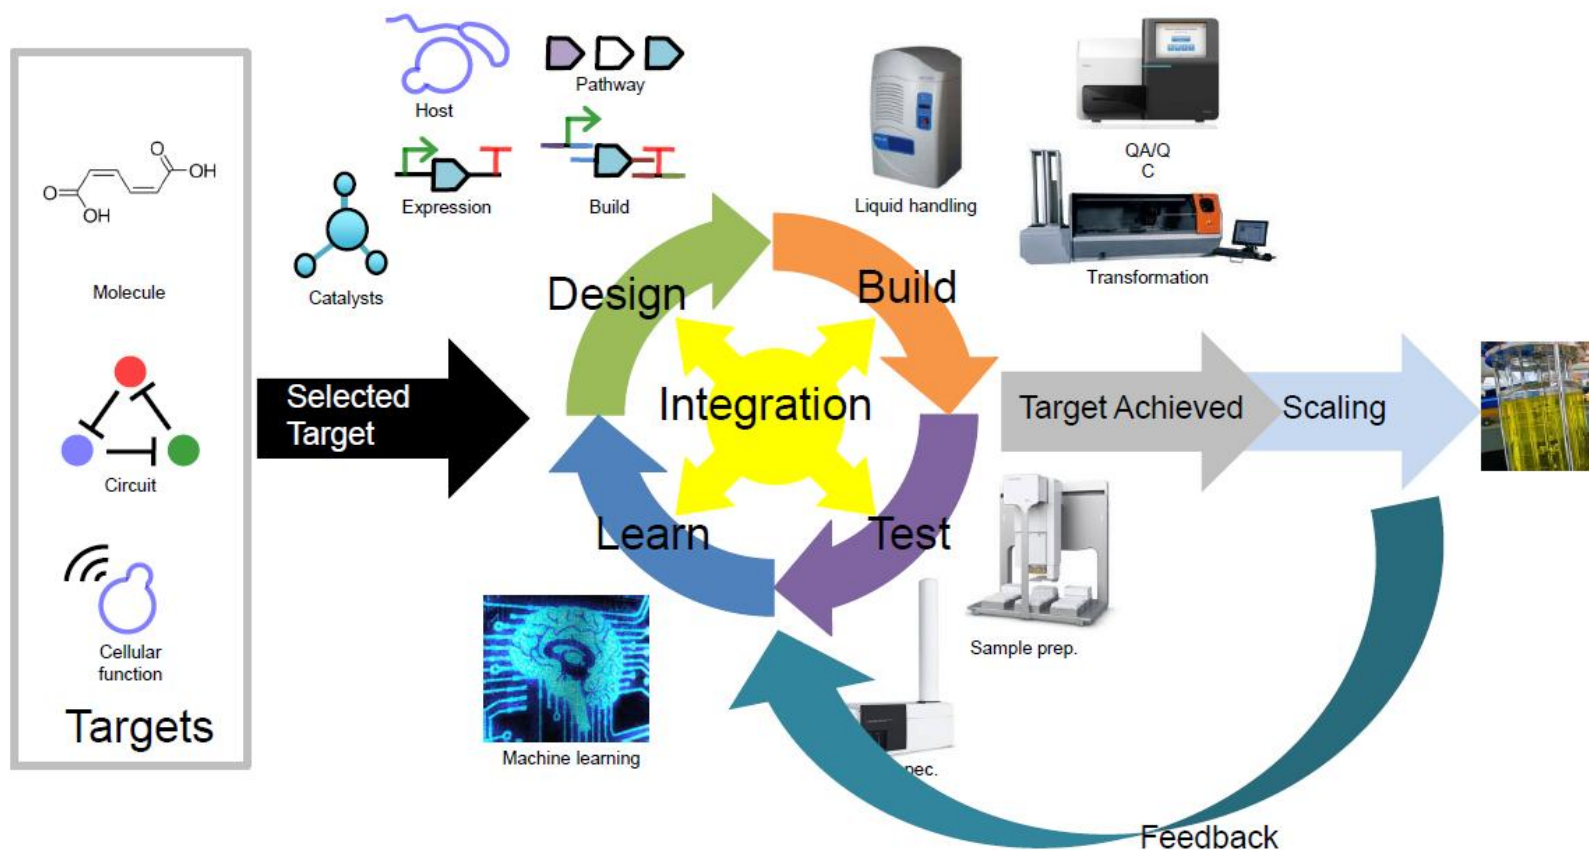 Host
Pathway
Expression
Build
Catalysts
Liquid handling
QA/Q
C
Transformation
O
OH
O
OH
Molecule
Circuit
Cellular
function
Targets
Selected
Target
Design
Build
Integration
Learn
Test
Target Achieved
Scaling
Sample prep.
Machine learning
Feedback